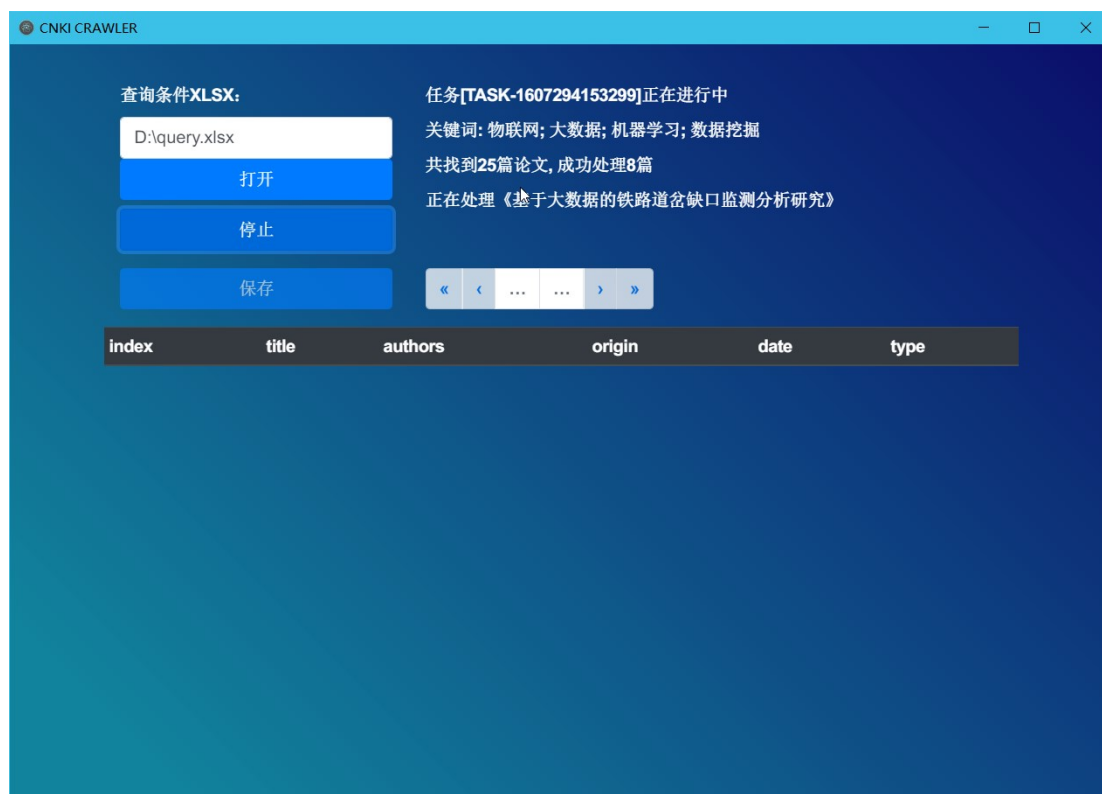 CNKI CRAWLER
查询条件XLSX：
D:\query.xlsx
打开
停止
保存
任务[TASK-1607294153299]正在进行中
关键词: 物联网; 大数据; 机器学习; 数据挖掘
共找到25篇论文, 成功处理8篇
正在处理《基于大数据的铁路道岔缺口监测分析研究》
« ‹ ... ... › »
index title authors origin date type